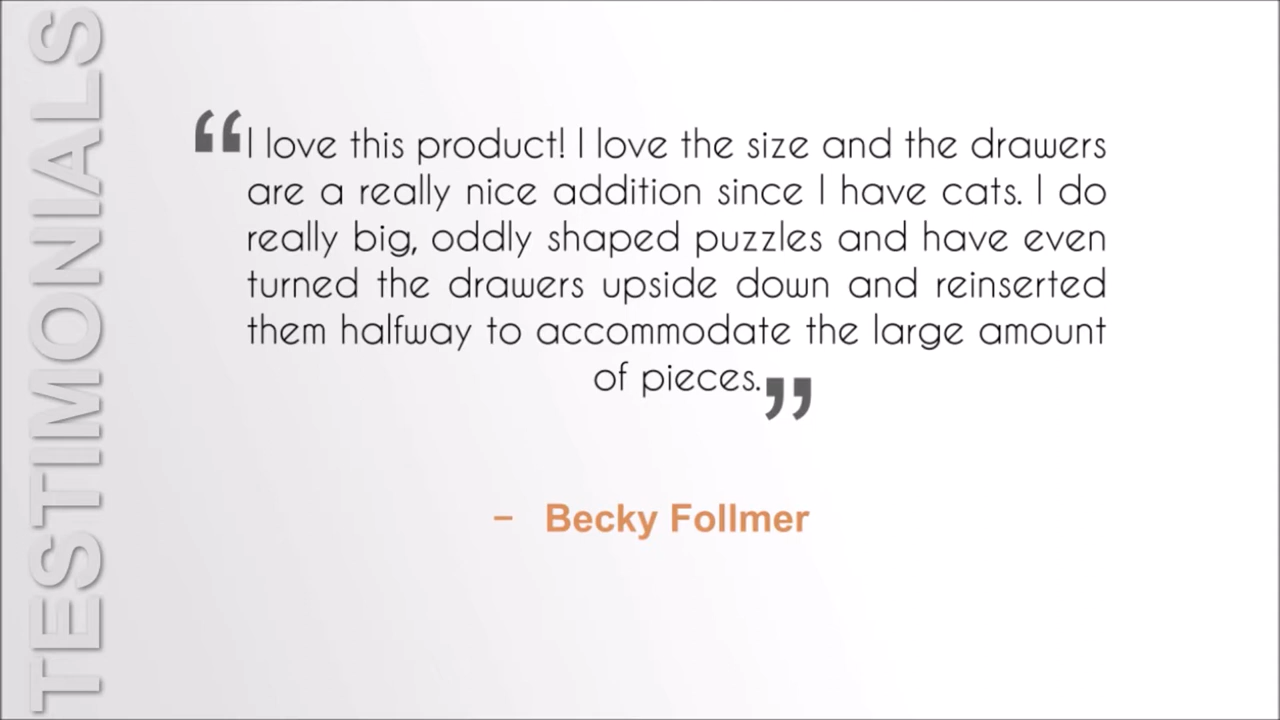 TESTIMONIALS
“I love this product! I love the size and the drawers
are a really nice addition since I have cats. I do
really big, oddly shaped puzzles and have even
turned the drawers upside down and reinserted
them halfway to accommodate the large amount
of pieces.”
– Becky Follmer